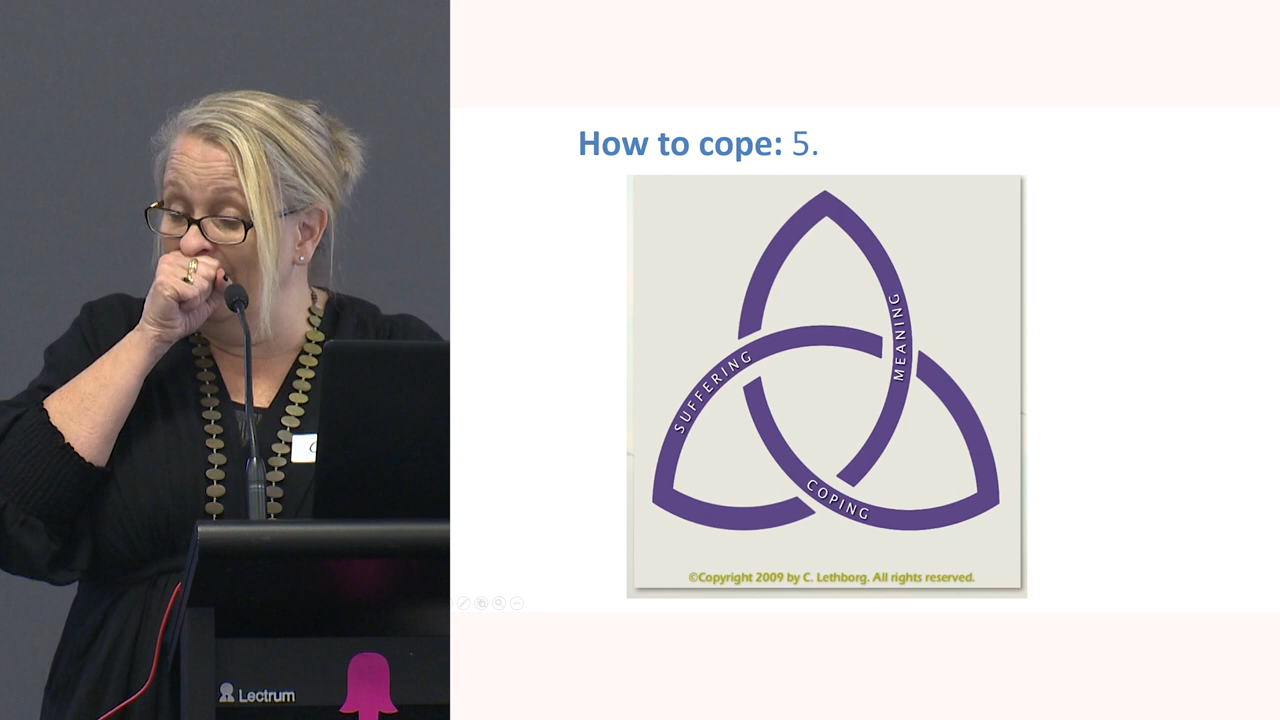 How to cope: 5.
MEANING
SUFFERING
COPING
©Copyright 2009 by C. Lethborg. All rights reserved.
Lectrum